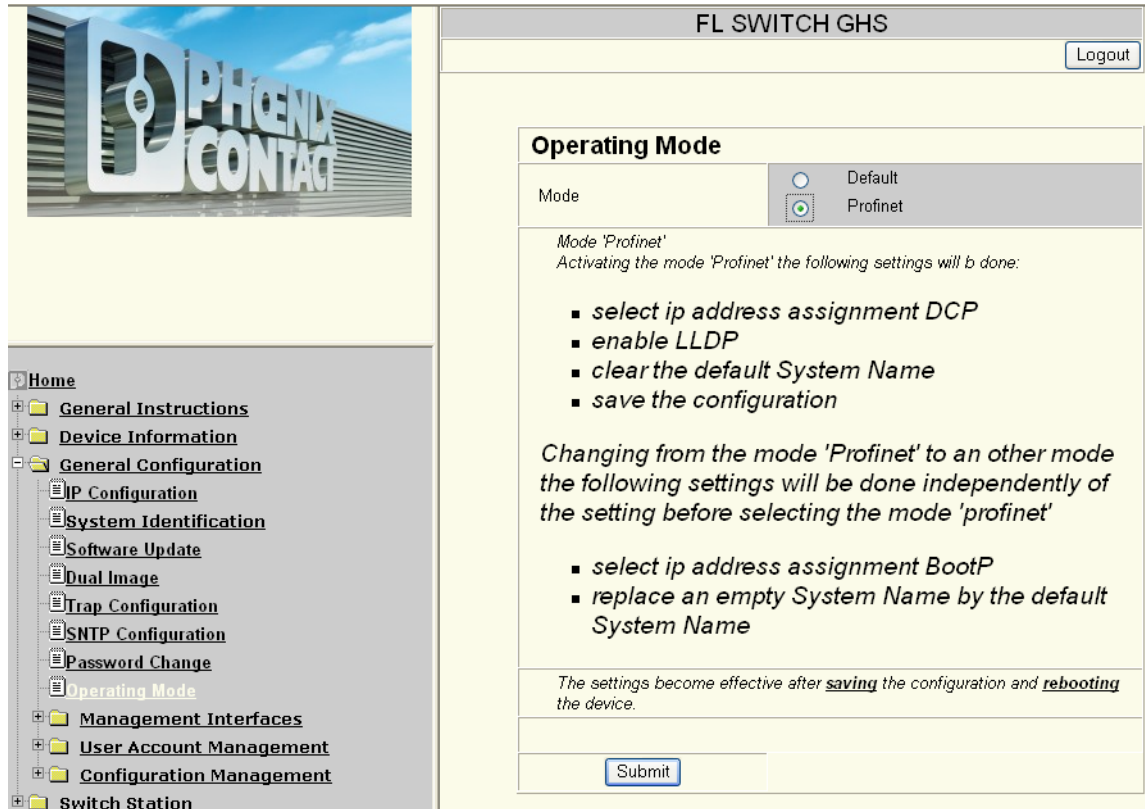 PHŒNIX
CONTACT
Home
General Instructions
Device Information
General Configuration
IP Configuration
System Identification
Software Update
Dual Image
Trap Configuration
SNTP Configuration
Password Change
Operating Mode
Management Interfaces
User Account Management
Configuration Management
Switch Station
FL SWITCH GHS
Logout
Operating Mode
Mode
Default
Profinet
Mode 'Profinet'
Activating the mode 'Profinet' the following settings will b done:
select ip address assignment DCP
enable LLDP
clear the default System Name
save the configuration
Changing from the mode 'Profinet' to an other mode
the following settings will be done independently of
the setting before selecting the mode 'profinet'
select ip address assignment BootP
replace an empty System Name by the default
System Name
The settings become effective after saving the configuration and rebooting
the device.
Submit